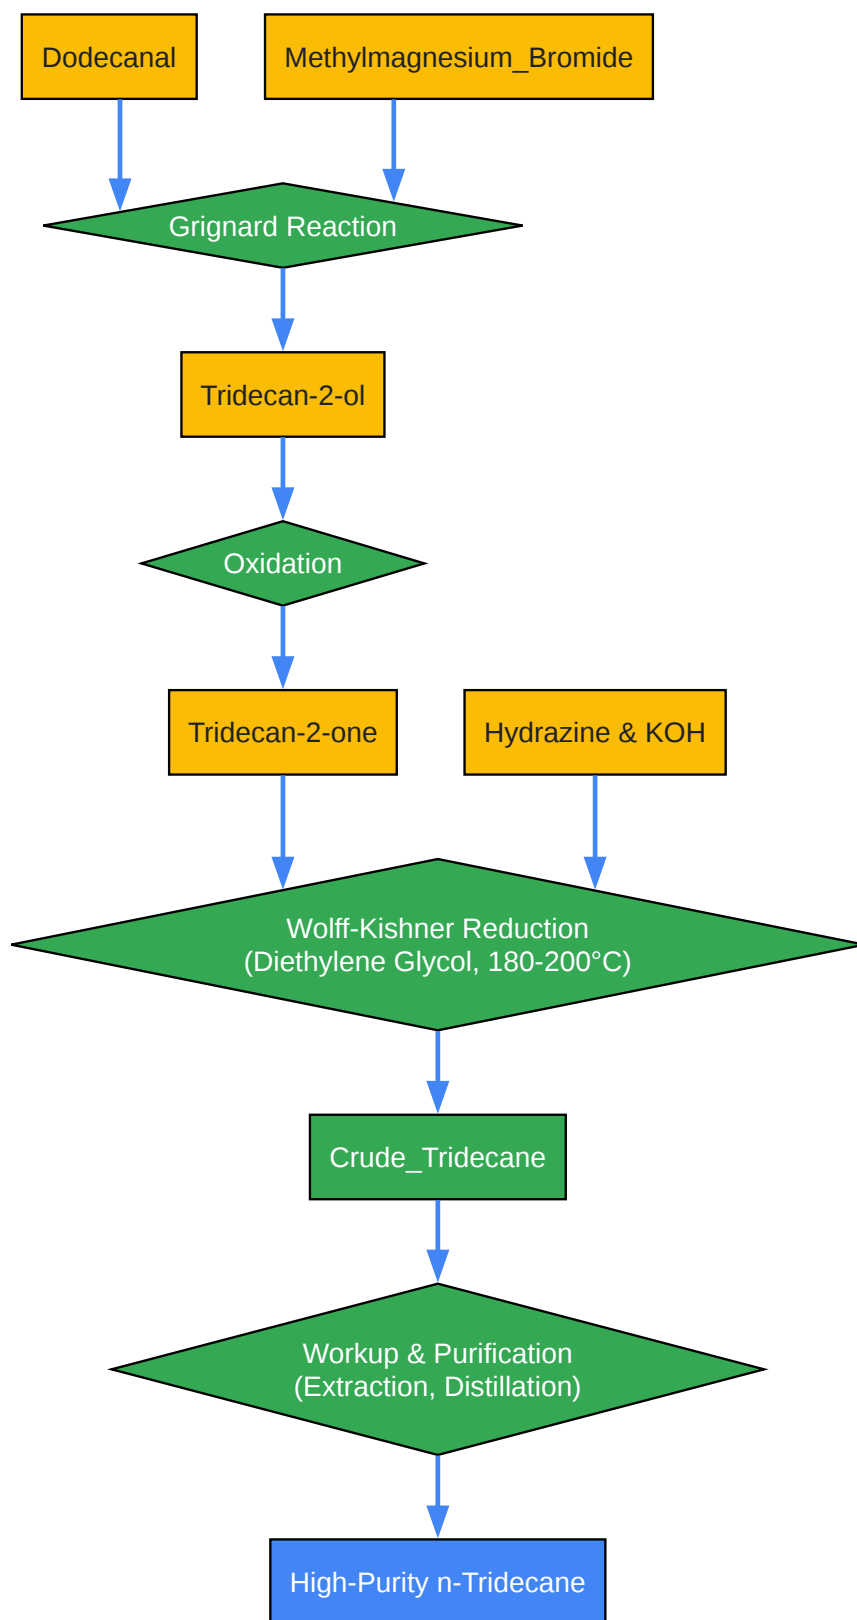 Dodecanal
Methylmagnesium_Bromide
Grignard Reaction
Tridecan-2-ol
Oxidation
Tridecan-2-one
Hydrazine & KOH
Wolff-Kishner Reduction
(Diethylene Glycol, 180-200°C)
Crude_Tridecane
Workup & Purification
(Extraction, Distillation)
High-Purity n-Tridecane